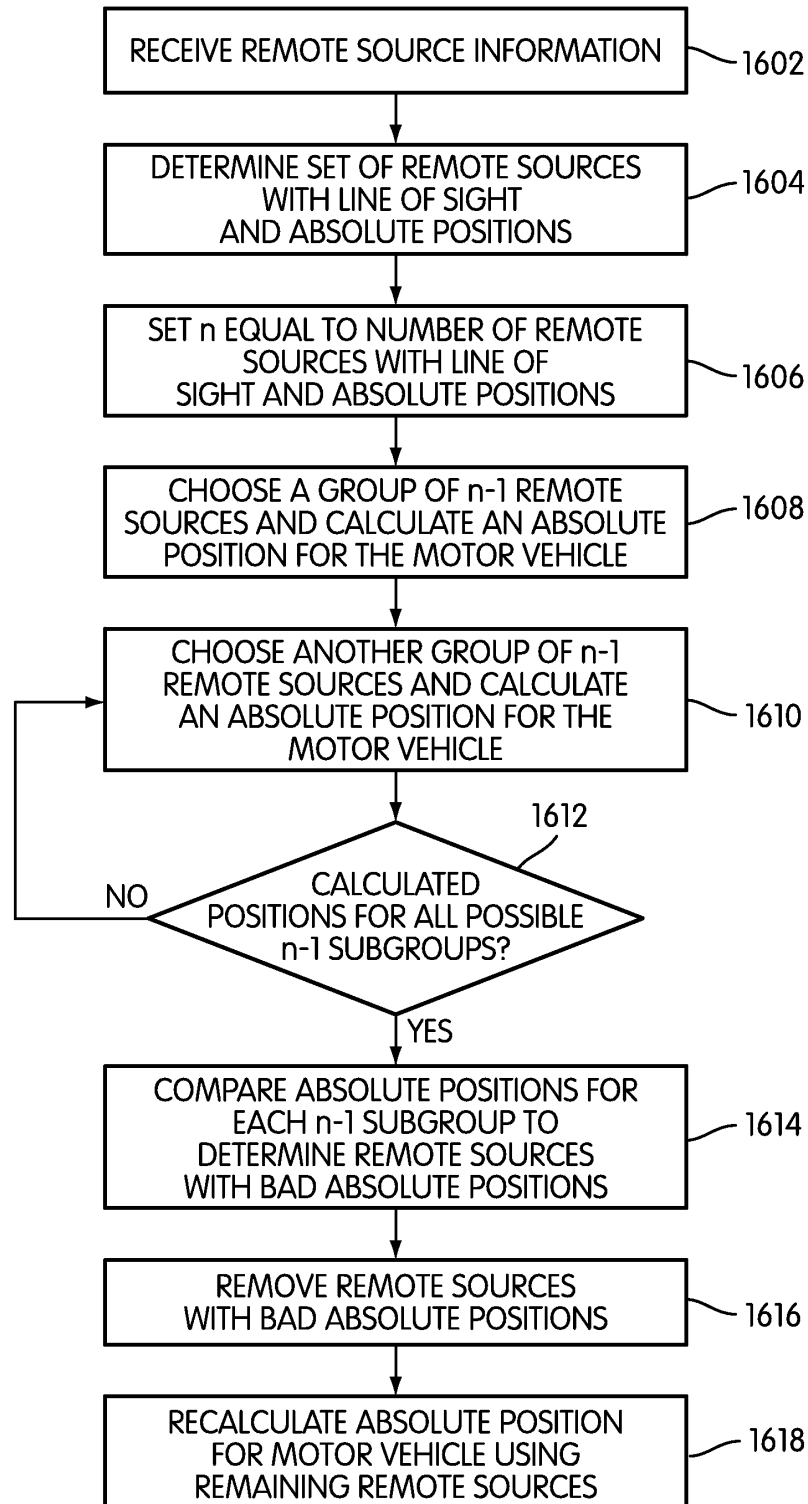 RECEIVE REMOTE SOURCE INFORMATION
1602
DETERMINE SET OF REMOTE SOURCES
WITH LINE OF SIGHT
AND ABSOLUTE POSITIONS
1604
SET n EQUAL TO NUMBER OF REMOTE
SOURCES WITH LINE OF
SIGHT AND ABSOLUTE POSITIONS
1606
CHOOSE A GROUP OF n-1 REMOTE
SOURCES AND CALCULATE AN ABSOLUTE
POSITION FOR THE MOTOR VEHICLE
1608
CHOOSE ANOTHER GROUP OF n-1
REMOTE SOURCES AND CALCULATE
AN ABSOLUTE POSITION FOR THE
MOTOR VEHICLE
1610
1612
NO
CALCULATED
POSITIONS FOR ALL POSSIBLE
n-1 SUBGROUPS?
YES
COMPARE ABSOLUTE POSITIONS FOR
EACH n-1 SUBGROUP TO
DETERMINE REMOTE SOURCES
WITH BAD ABSOLUTE POSITIONS
1614
REMOVE REMOTE SOURCES
WITH BAD ABSOLUTE POSITIONS
1616
RECALCULATE ABSOLUTE POSITION
FOR MOTOR VEHICLE USING
REMAINING REMOTE SOURCES
1618